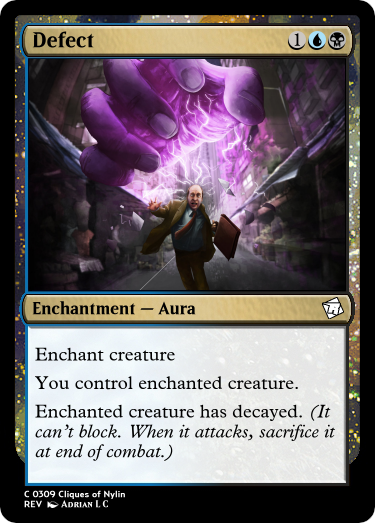 Defect 1
Enchantment — Aura
Enchant creature
You control enchanted creature.
Enchanted creature has decayed. (It
can't block. When it attacks, sacrifice it
at end of combat.)
C 0309 Cliques of Nylin
REV Adrian I C